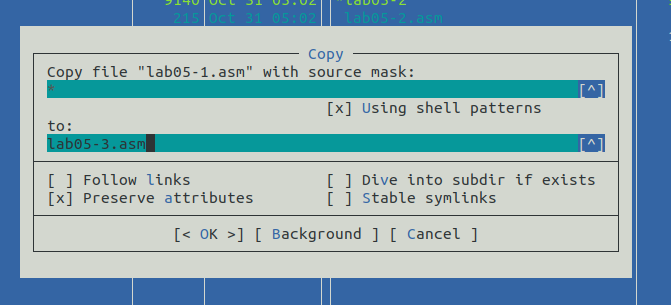 9140 Oct 31 05:02 *lab05-2
215 Oct 31 05:02 lab05-2.asm
Copy
Copy file "lab05-1.asm" with source mask:
* [^]
[x] Using shell patterns
to:
lab05-3.asm [^]
[ ] Follow links [ ] Dive into subdir if exists
[x] Preserve attributes [ ] Stable symlinks
[< OK >] [ Background ] [ Cancel ]